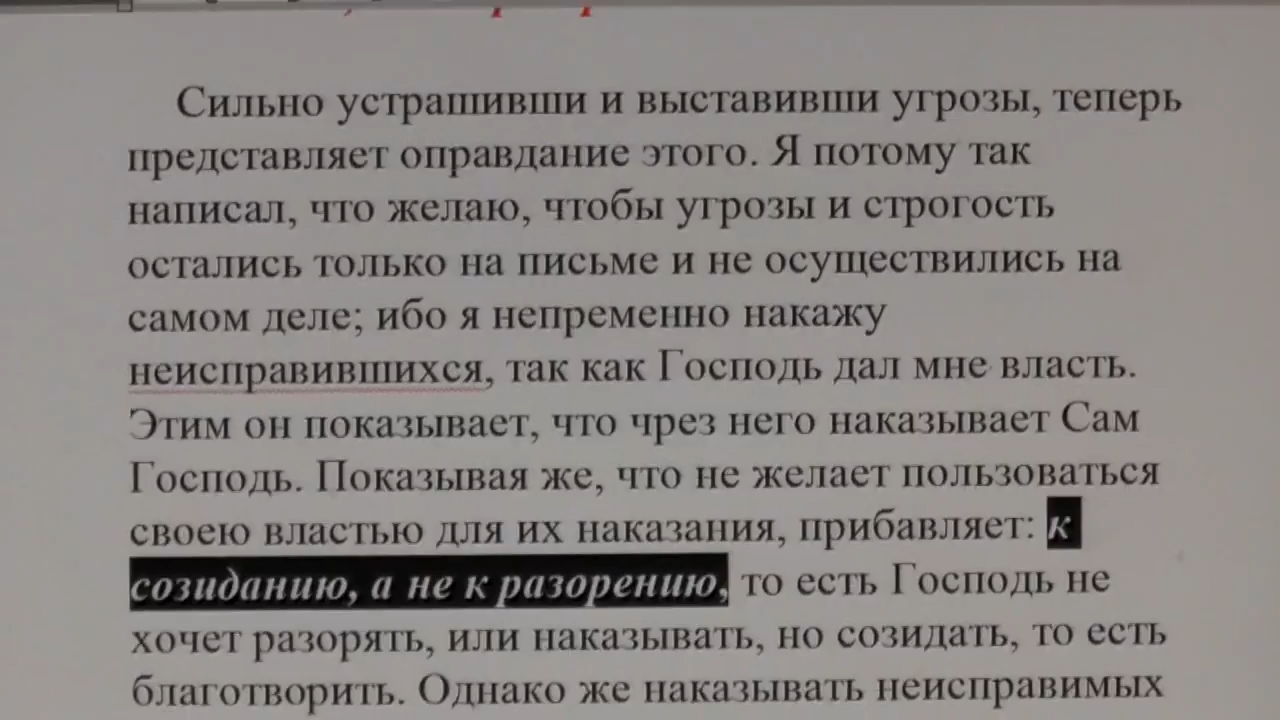 Сильно устрашивши и выставивши угрозы, теперь
представляет оправдание этого. Я потому так
написал, что желаю, чтобы угрозы и строгость
остались только на письме и не осуществились на
самом деле; ибо я непременно накажу
неисправившихся, так как Господь дал мне власть.
Этим он показывает, что чрез него наказывает Сам
Господь. Показывая же, что не желает пользоваться
своею властью для их наказания, прибавляет: к
созиданию, а не к разорению, то есть Господь не
хочет разорять, или наказывать, но созидать, то есть
благотворить. Однако же наказывать неисправимых